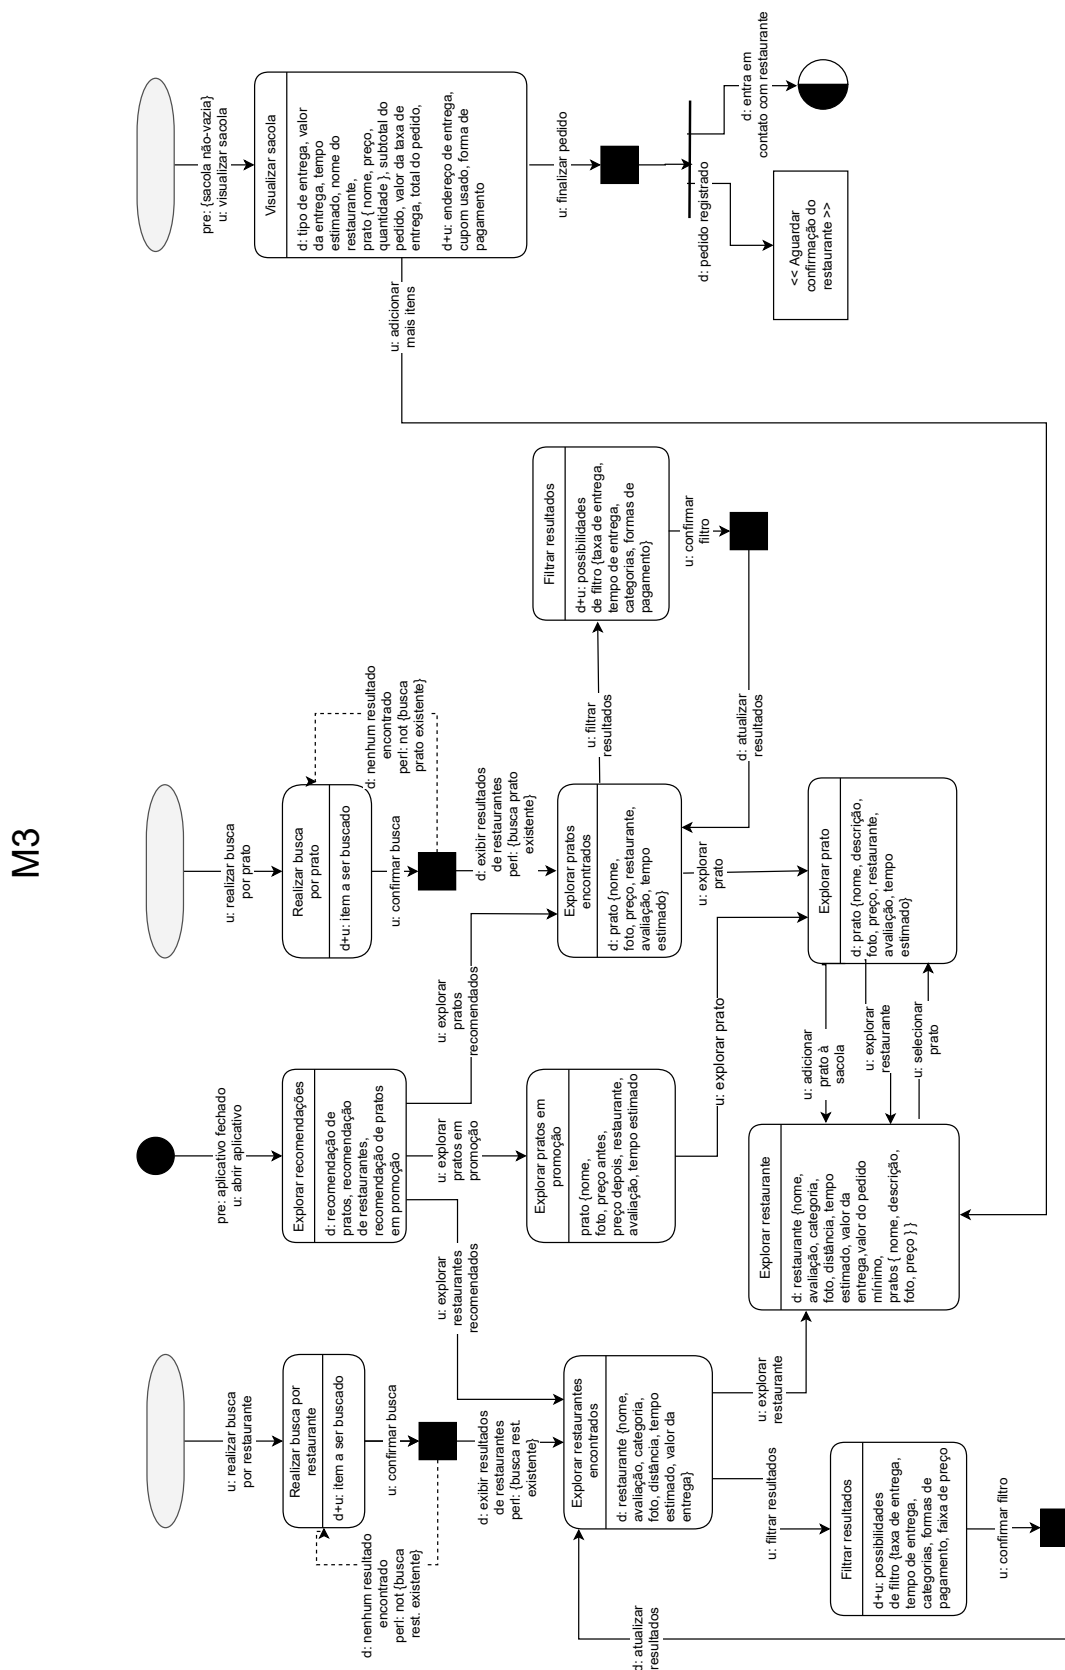 M3
u: realizar busca
por restaurante
Realizar busca por
restaurante
d+u: item a ser buscado
d: nenhum resultado
encontrado
perl: not {busca
rest. existente}
u: confirmar busca
d: exibir resultados
de restaurantes
perl: {busca rest.
existente}
Explorar restaurantes
encontrados
d: restaurante {nome,
avaliação, categoria,
foto, distância, tempo
estimado, valor da
entrega}
d: atualizar
resultados
u: filtrar resultados
Filtrar resultados
d+u: possibilidades
de filtro {taxa de entrega,
tempo de entrega,
categorias, formas de
pagamento, faixa de preço
u: confirmar filtro
u: explorar
restaurante
pre: aplicativo fechado
u: abrir aplicativo
Explorar recomendações
d: recomendação de
pratos, recomendação
de restaurantes,
recomendação de pratos
em promoção
u: explorar
restaurantes
recomendados
u: explorar
pratos em
promoção
u: explorar
pratos
recomendados
Explorar pratos em
promoção
prato {nome,
foto, preço antes,
preço depois, restaurante,
avaliação, tempo estimado
u: explorar prato
Explorar restaurante
d: restaurante {nome,
avaliação, categoria,
foto, distância, tempo
estimado, valor da
entrega,valor do pedido
mínimo,
pratos { nome, descrição,
foto, preço } }
u: adicionar
prato à
sacola
u: explorar
restaurante
u: selecionar
prato
u: realizar busca
por prato
Realizar busca
por prato
d+u: item a ser buscado
u: confirmar busca
d: nenhum resultado
encontrado
perl: not {busca
prato existente}
d: exibir resultados
de restaurantes
perl: {busca prato
existente}
Explorar pratos
encontrados
d: prato {nome,
foto, preço, restaurante,
avaliação, tempo
estimado}
u: explorar
prato
Explorar prato
d: prato {nome, descrição,
foto, preço, restaurante,
avaliação, tempo
estimado}
u: filtrar
resultados
Filtrar resultados
d+u: possibilidades
de filtro {taxa de entrega,
tempo de entrega,
categorias, formas de
pagamento}
u: confirmar
filtro
d: atualizar
resultados
pre: {sacola não-vazia}
u: visualizar sacola
Visualizar sacola
d: tipo de entrega, valor
da entrega, tempo
estimado, nome do
restaurante,
prato { nome, preço,
quantidade }, subtotal do
pedido, valor da taxa de
entrega, total do pedido,
d+u: endereço de entrega,
cupom usado, forma de
pagamento
u: adicionar
mais itens
u: finalizar pedido
d: pedido registrado
d: entra em
contato com restaurante
<< Aguardar
confirmação do
restaurante >>